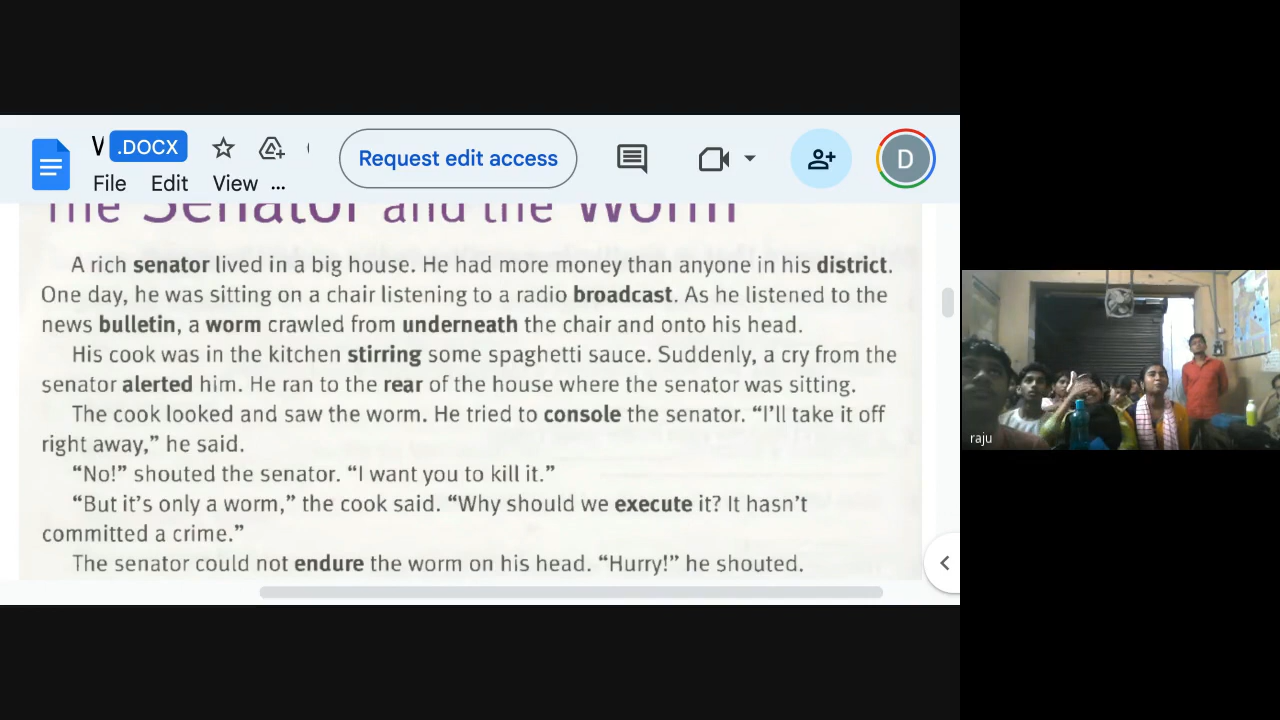 V .DOCX
File Edit View ...
Request edit access
D
The Senator and the Worm
A rich senator lived in a big house. He had more money than anyone in his district.
One day, he was sitting on a chair listening to a radio broadcast. As he listened to the
news bulletin, a worm crawled from underneath the chair and onto his head.
His cook was in the kitchen stirring some spaghetti sauce. Suddenly, a cry from the
senator alerted him. He ran to the rear of the house where the senator was sitting.
The cook looked and saw the worm. He tried to console the senator. “I’ll take it off
right away,” he said.
“No!” shouted the senator. “I want you to kill it.”
“But it’s only a worm,” the cook said. “Why should we execute it? It hasn’t
committed a crime.”
The senator could not endure the worm on his head. “Hurry!” he shouted.
raju